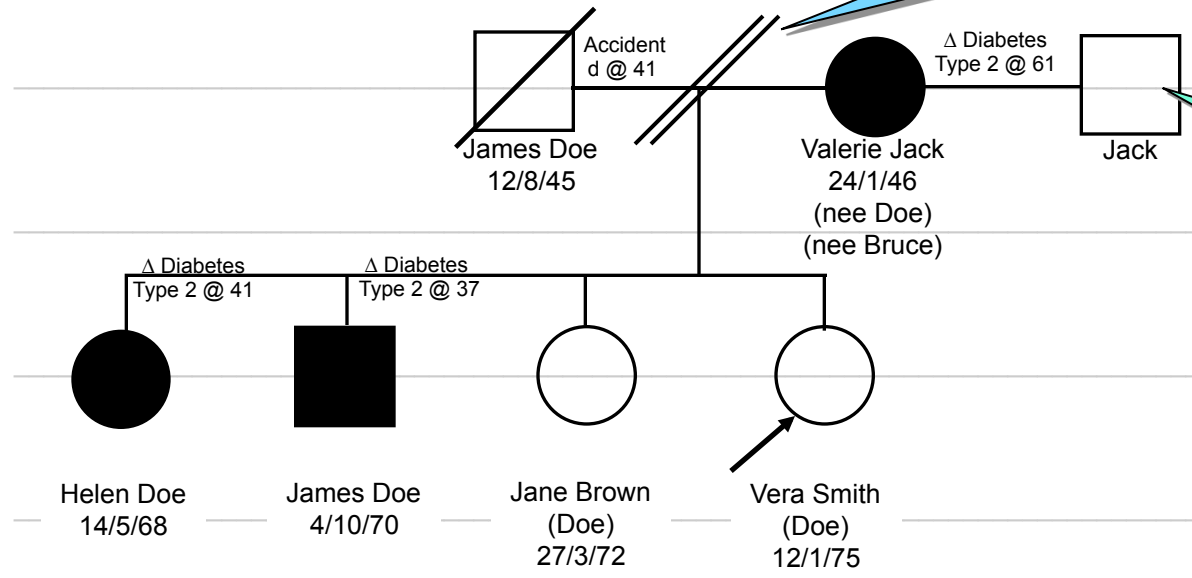 Accident
d @ 41
Δ Diabetes
Type 2 @ 61
James Doe
12/8/45
Valerie Jack
24/1/46
(nee Doe)
(nee Bruce)
Jack
Δ Diabetes
Type 2 @ 41
Δ Diabetes
Type 2 @ 37
Helen Doe
14/5/68
James Doe
4/10/70
Jane Brown
(Doe)
27/3/72
Vera Smith
(Doe)
12/1/75